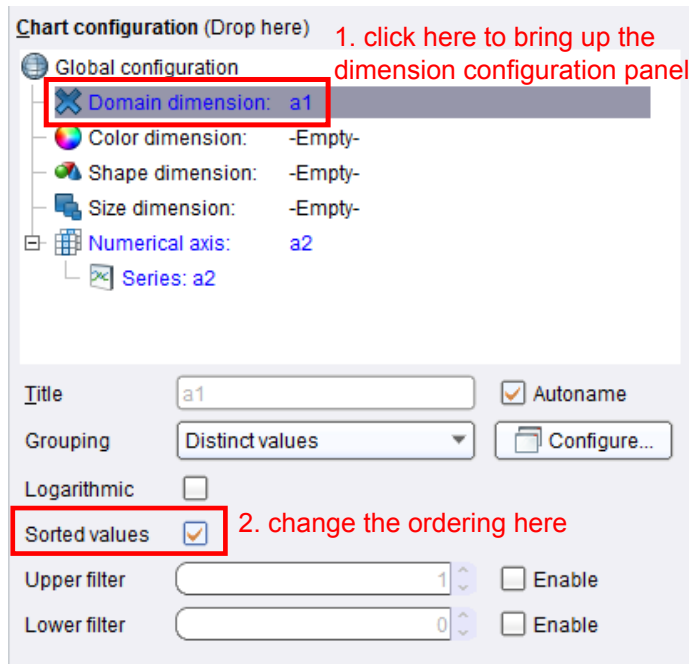 Chart configuration (Drop here)
1. click here to bring up the
dimension configuration panel
Global configuration
Domain dimension: a1
Color dimension: -Empty-
Shape dimension: -Empty-
Size dimension: -Empty-
Numerical axis: a2
Series: a2
Title a1 Autoname
Grouping Distinct values Configure...
Logarithmic
Sorted values 2. change the ordering here
Upper filter 1 Enable
Lower filter 0 Enable